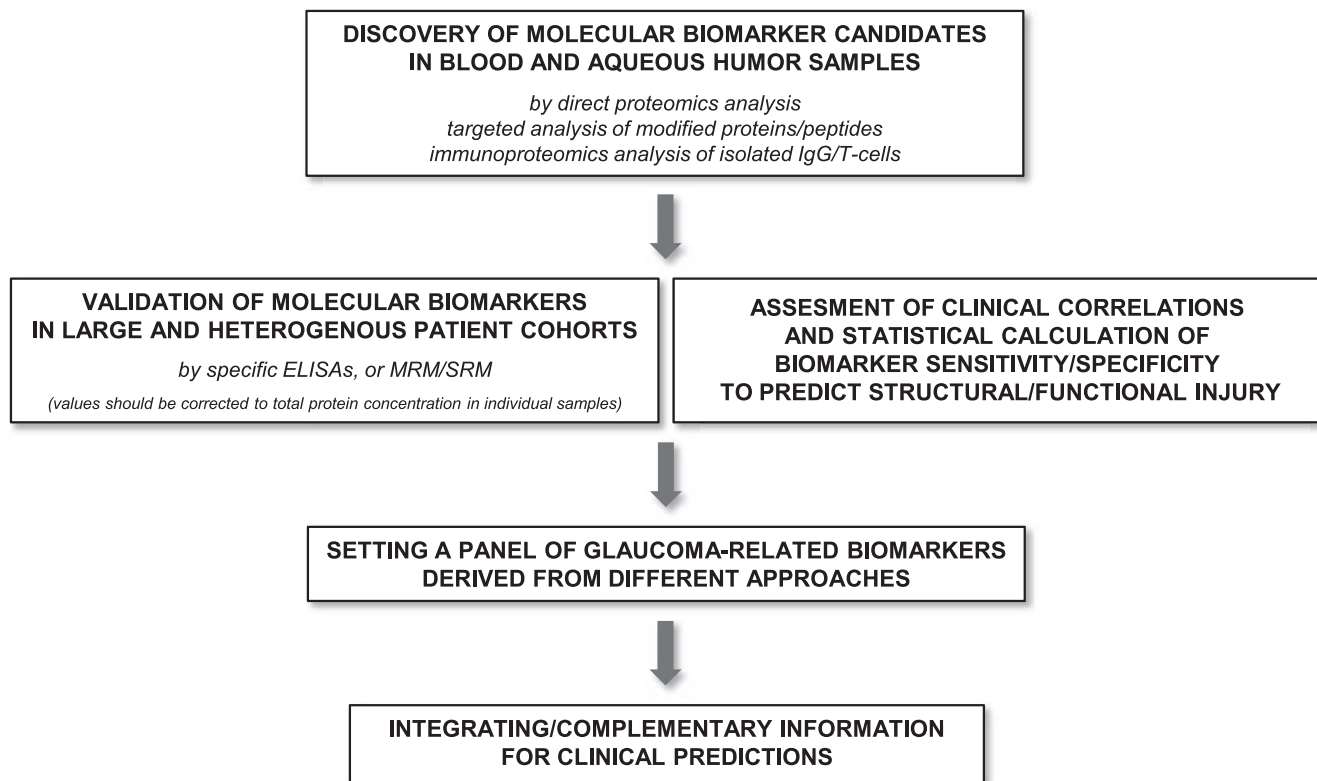 DISCOVERY OF MOLECULAR BIOMARKER CANDIDATES
IN BLOOD AND AQUEOUS HUMOR SAMPLES
by direct proteomics analysis
targeted analysis of modified proteins/peptides
immunoproteomics analysis of isolated IgG/T-cells
VALIDATION OF MOLECULAR BIOMARKERS
IN LARGE AND HETEROGENOUS PATIENT COHORTS
by specific ELISAs, or MRM/SRM
(values should be corrected to total protein concentration in individual samples)
ASSESMENT OF CLINICAL CORRELATIONS
AND STATISTICAL CALCULATION OF
BIOMARKER SENSITIVITY/SPECIFICITY
TO PREDICT STRUCTURAL/FUNCTIONAL INJURY
SETTING A PANEL OF GLAUCOMA-RELATED BIOMARKERS
DERIVED FROM DIFFERENT APPROACHES
INTEGRATING/COMPLEMENTARY INFORMATION
FOR CLINICAL PREDICTIONS